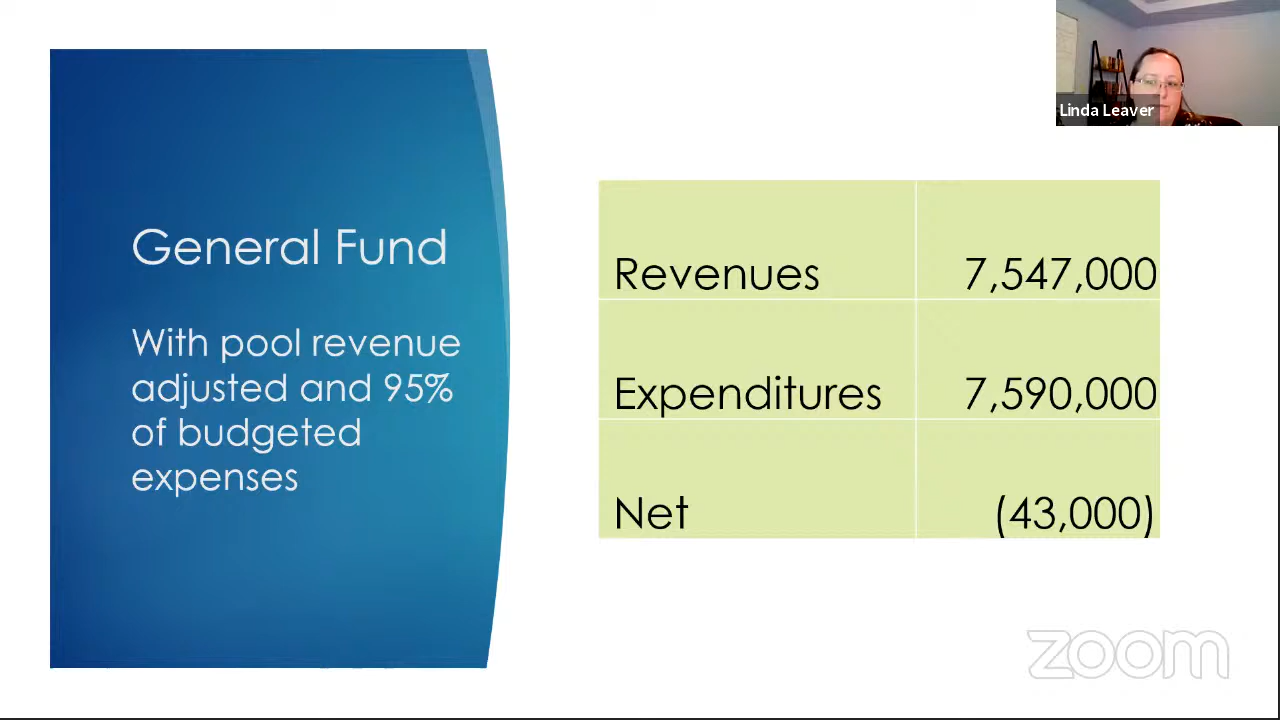 Linda Leaver
General Fund
With pool revenue
adjusted and 95%
of budgeted
expenses
Revenues 7,547,000
Expenditures 7,590,000
Net (43,000)
zoom